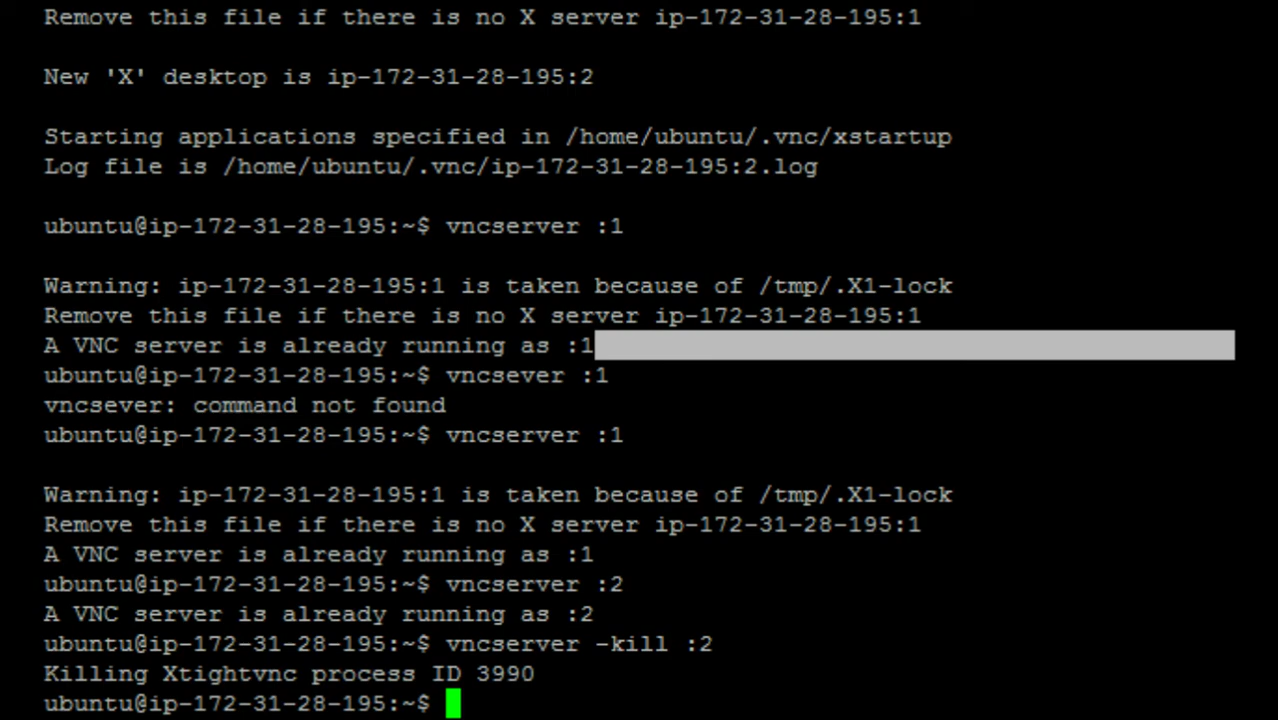 Remove this file if there is no X server ip-172-31-28-195:1
New 'X' desktop is ip-172-31-28-195:2
Starting applications specified in /home/ubuntu/.vnc/xstartup
Log file is /home/ubuntu/.vnc/ip-172-31-28-195:2.log
ubuntu@ip-172-31-28-195:~$ vncserver :1
Warning: ip-172-31-28-195:1 is taken because of /tmp/.X1-lock
Remove this file if there is no X server ip-172-31-28-195:1
A VNC server is already running as :1
ubuntu@ip-172-31-28-195:~$ vncsever :1
vncsever: command not found
ubuntu@ip-172-31-28-195:~$ vncserver :1
Warning: ip-172-31-28-195:1 is taken because of /tmp/.X1-lock
Remove this file if there is no X server ip-172-31-28-195:1
A VNC server is already running as :1
ubuntu@ip-172-31-28-195:~$ vncserver :2
A VNC server is already running as :2
ubuntu@ip-172-31-28-195:~$ vncserver -kill :2
Killing Xtightvnc process ID 3990
ubuntu@ip-172-31-28-195:~$